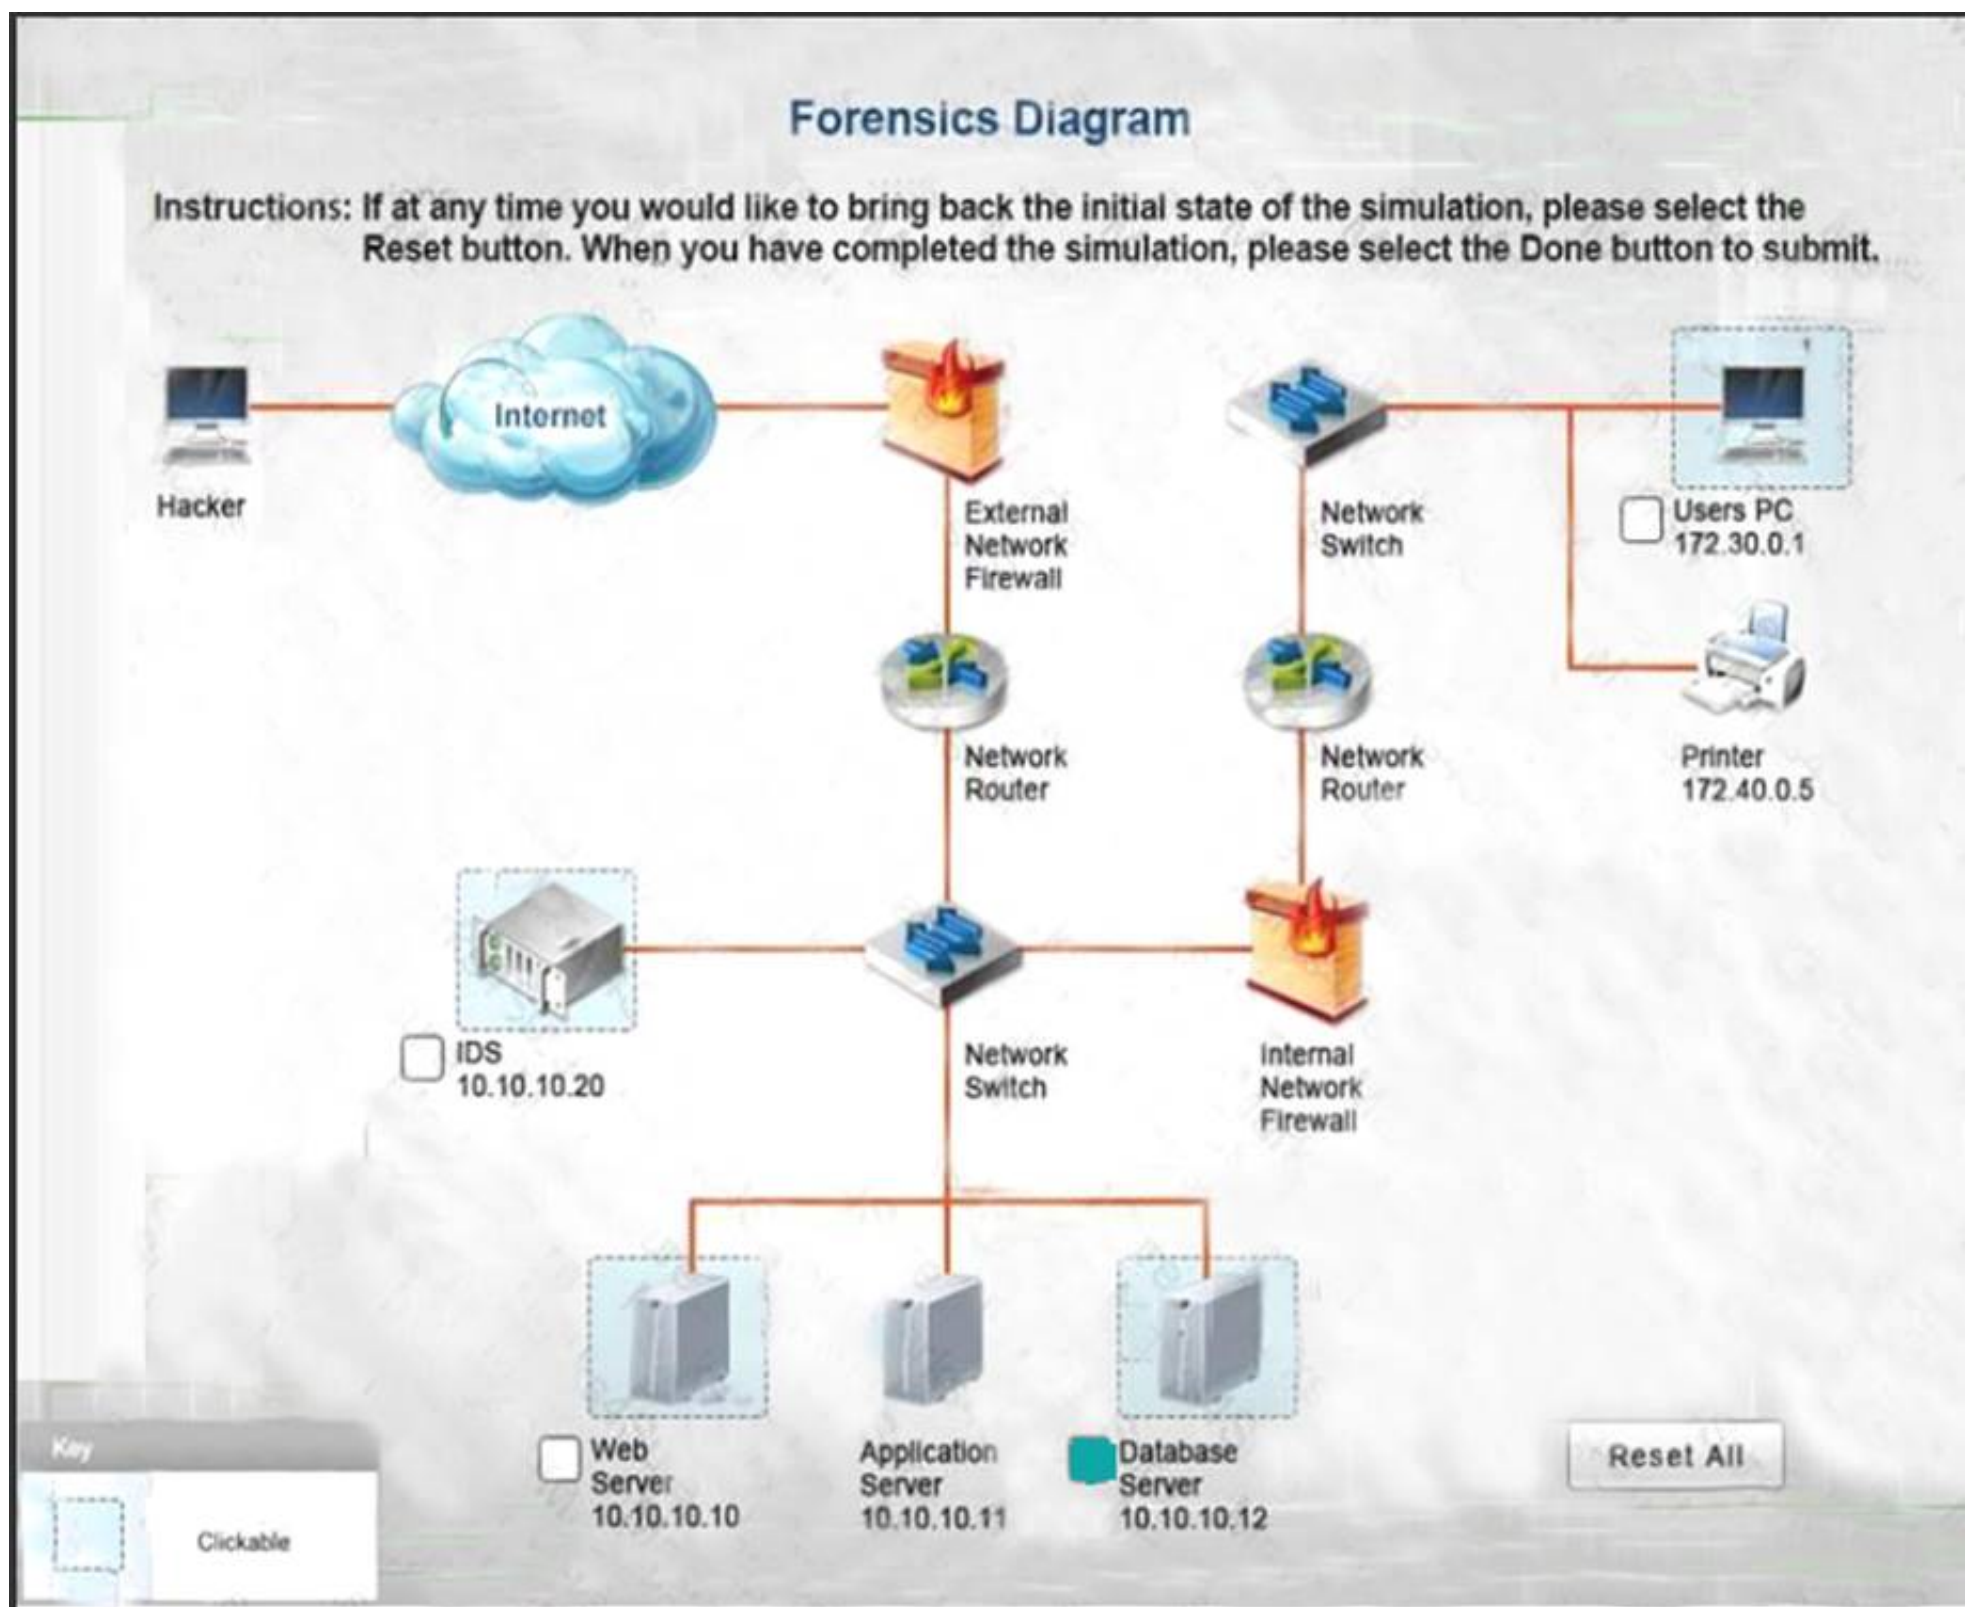 Forensics Diagram
Instructions: If at any time you would like to bring back the initial state of the simulation, please select the
Reset button. When you have completed the simulation, please select the Done button to submit.
Hacker
Internet
External
Network
Firewall
Network
Switch
Users PC
172.30.0.1
Network
Router
Network
Router
Printer
172.40.0.5
IDS
10.10.10.20
Network
Switch
Internal
Network
Firewall
Web
Server
10.10.10.10
Application
Server
10.10.10.11
Database
Server
10.10.10.12
Reset All
Key
Clickable